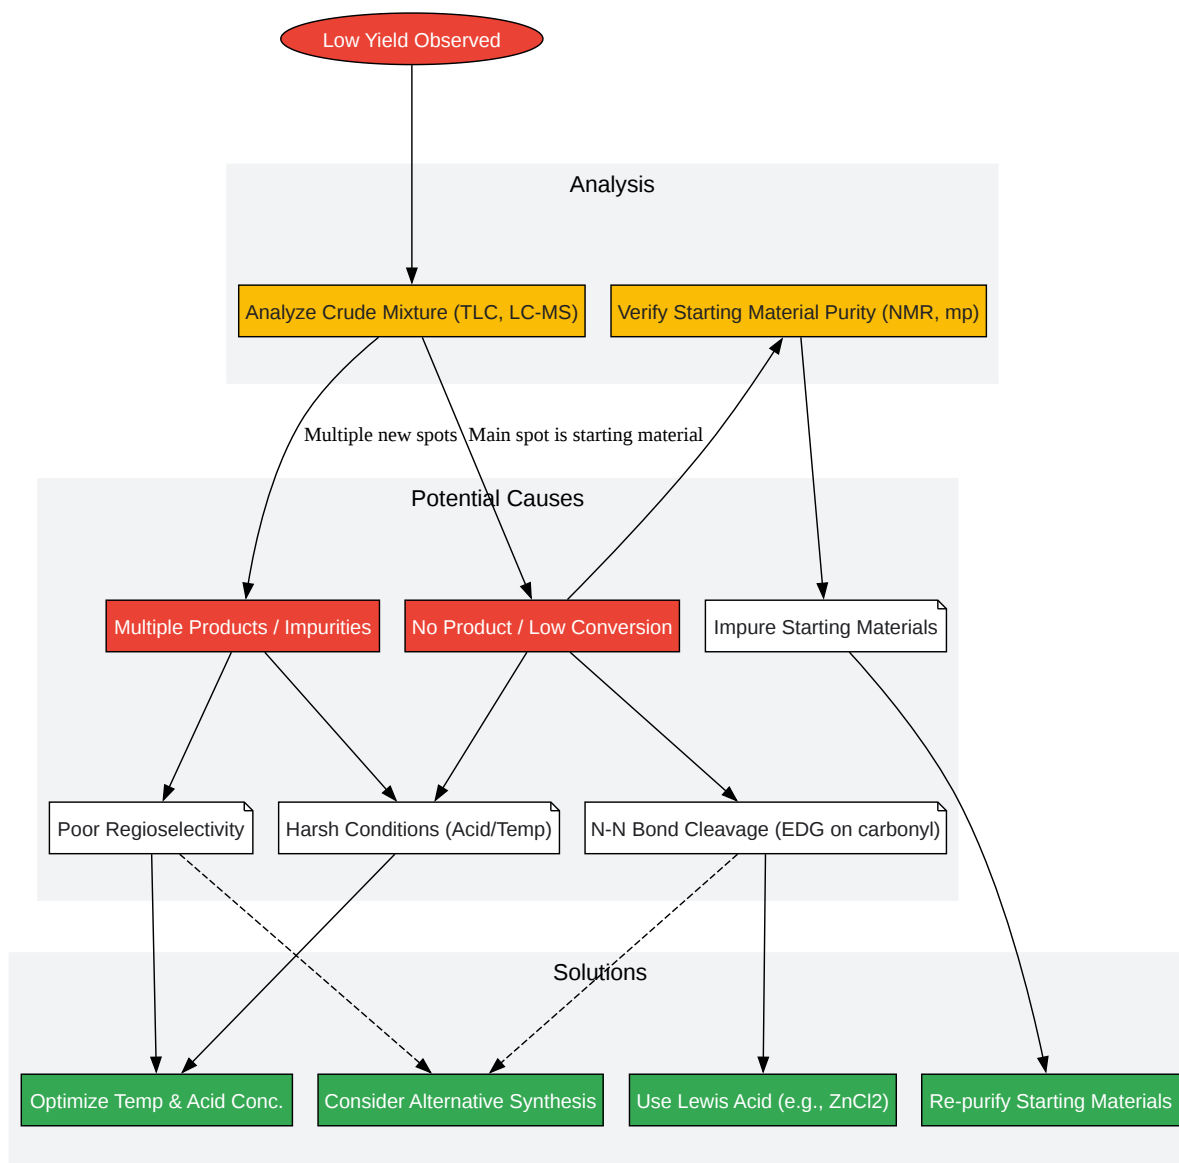 Low Yield Observed
Analysis
Analyze Crude Mixture (TLC, LC-MS)
Verify Starting Material Purity (NMR, mp)
Multiple new spots
Main spot is starting material
Potential Causes
Multiple Products / Impurities
No Product / Low Conversion
Impure Starting Materials
Poor Regioselectivity
Harsh Conditions (Acid/Temp)
N-N Bond Cleavage (EDG on carbonyl)
Solutions
Optimize Temp & Acid Conc.
Consider Alternative Synthesis
Use Lewis Acid (e.g., ZnCl2)
Re-purify Starting Materials